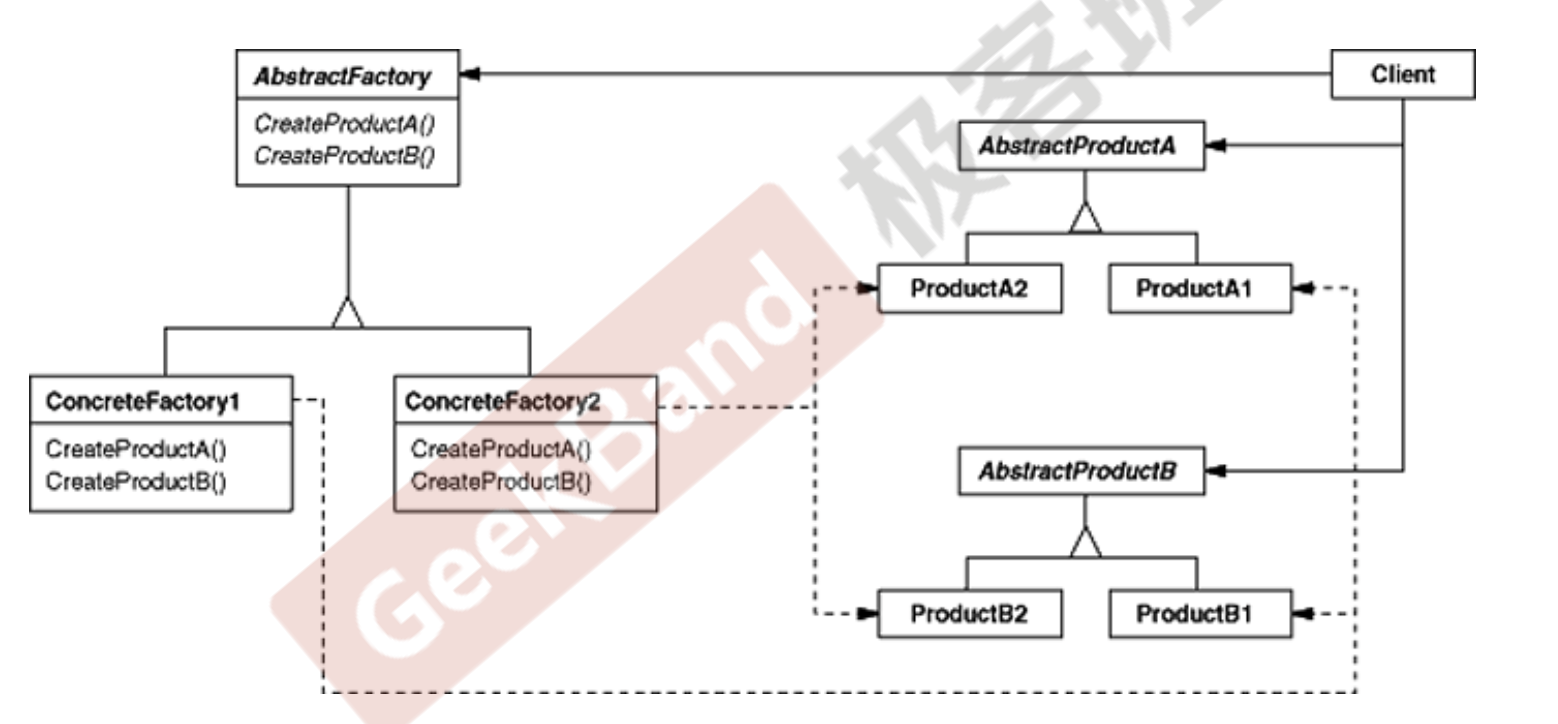 AbstractFactory
CreateProductA()
CreateProductB()
Client
AbstractProductA
ProductA2
ProductA1
ConcreteFactory1
CreateProductA()
CreateProductB()
ConcreteFactory2
CreateProductA()
CreateProductB()
AbstractProductB
ProductB2
ProductB1
GeekBand
极客班